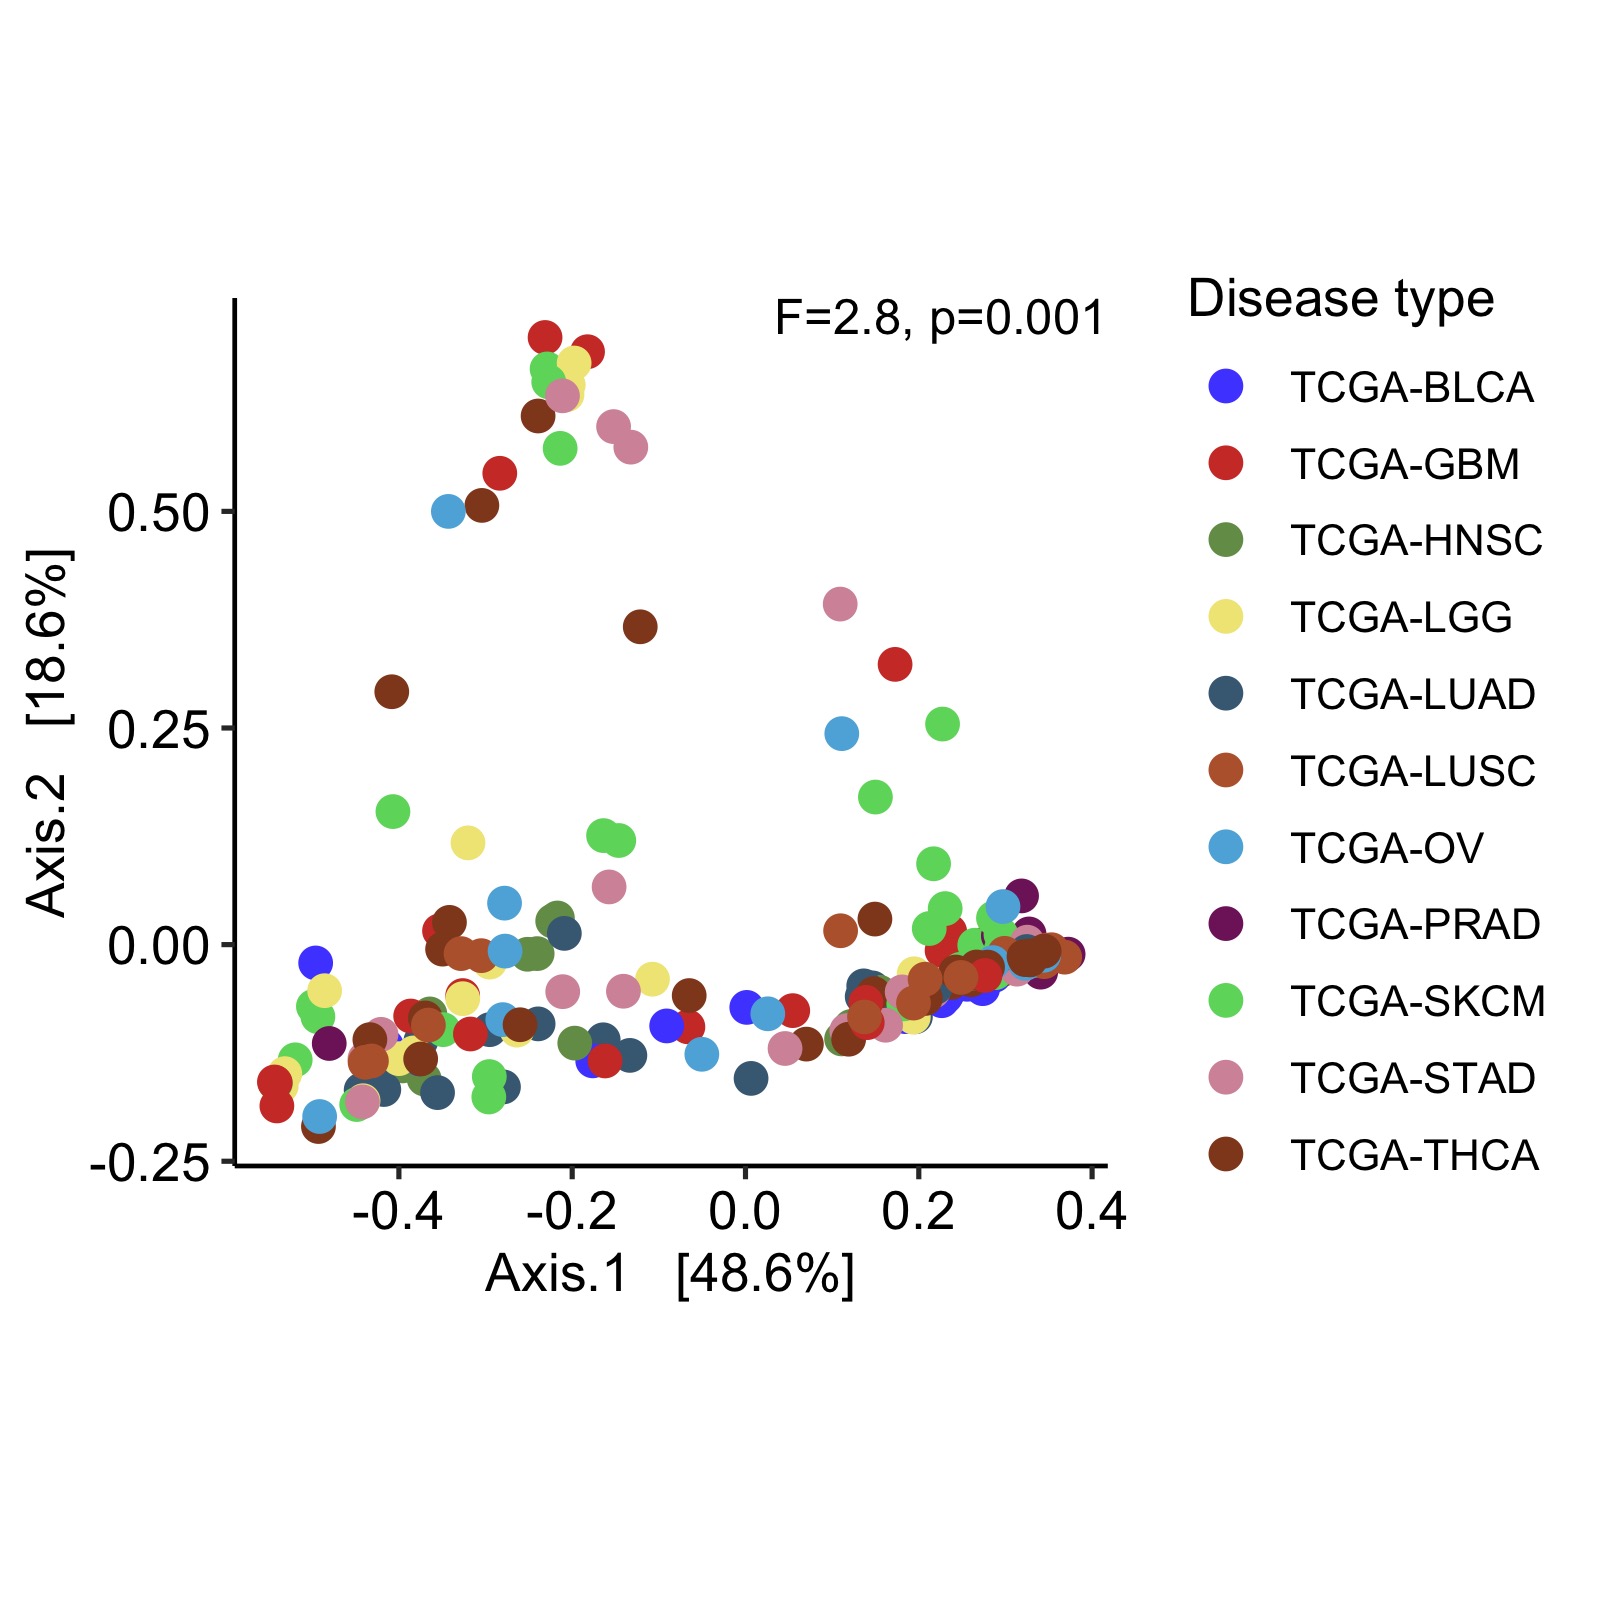 F=2.8, p=0.001
Disease type
TCGA-BLCA
TCGA-GBM
TCGA-HNSC
TCGA-LGG
TCGA-LUAD
TCGA-LUSC
TCGA-OV
TCGA-PRAD
TCGA-SKCM
TCGA-STAD
TCGA-THCA
Axis.2 [18.6%]
0.50
0.25
0.00
-0.25
-0.4 -0.2 0.0 0.2 0.4
Axis.1 [48.6%]